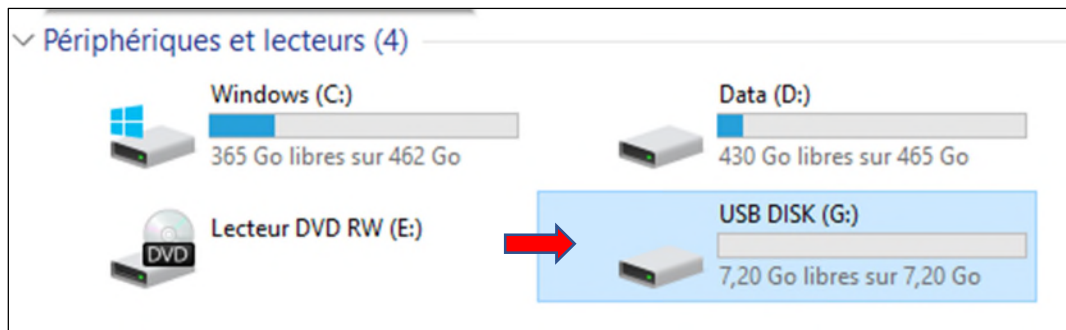 Périphériques et lecteurs (4)
Windows (C:)
365 Go libres sur 462 Go
Data (D:)
430 Go libres sur 465 Go
Lecteur DVD RW (E:)
DVD
USB DISK (G:)
7,20 Go libres sur 7,20 Go